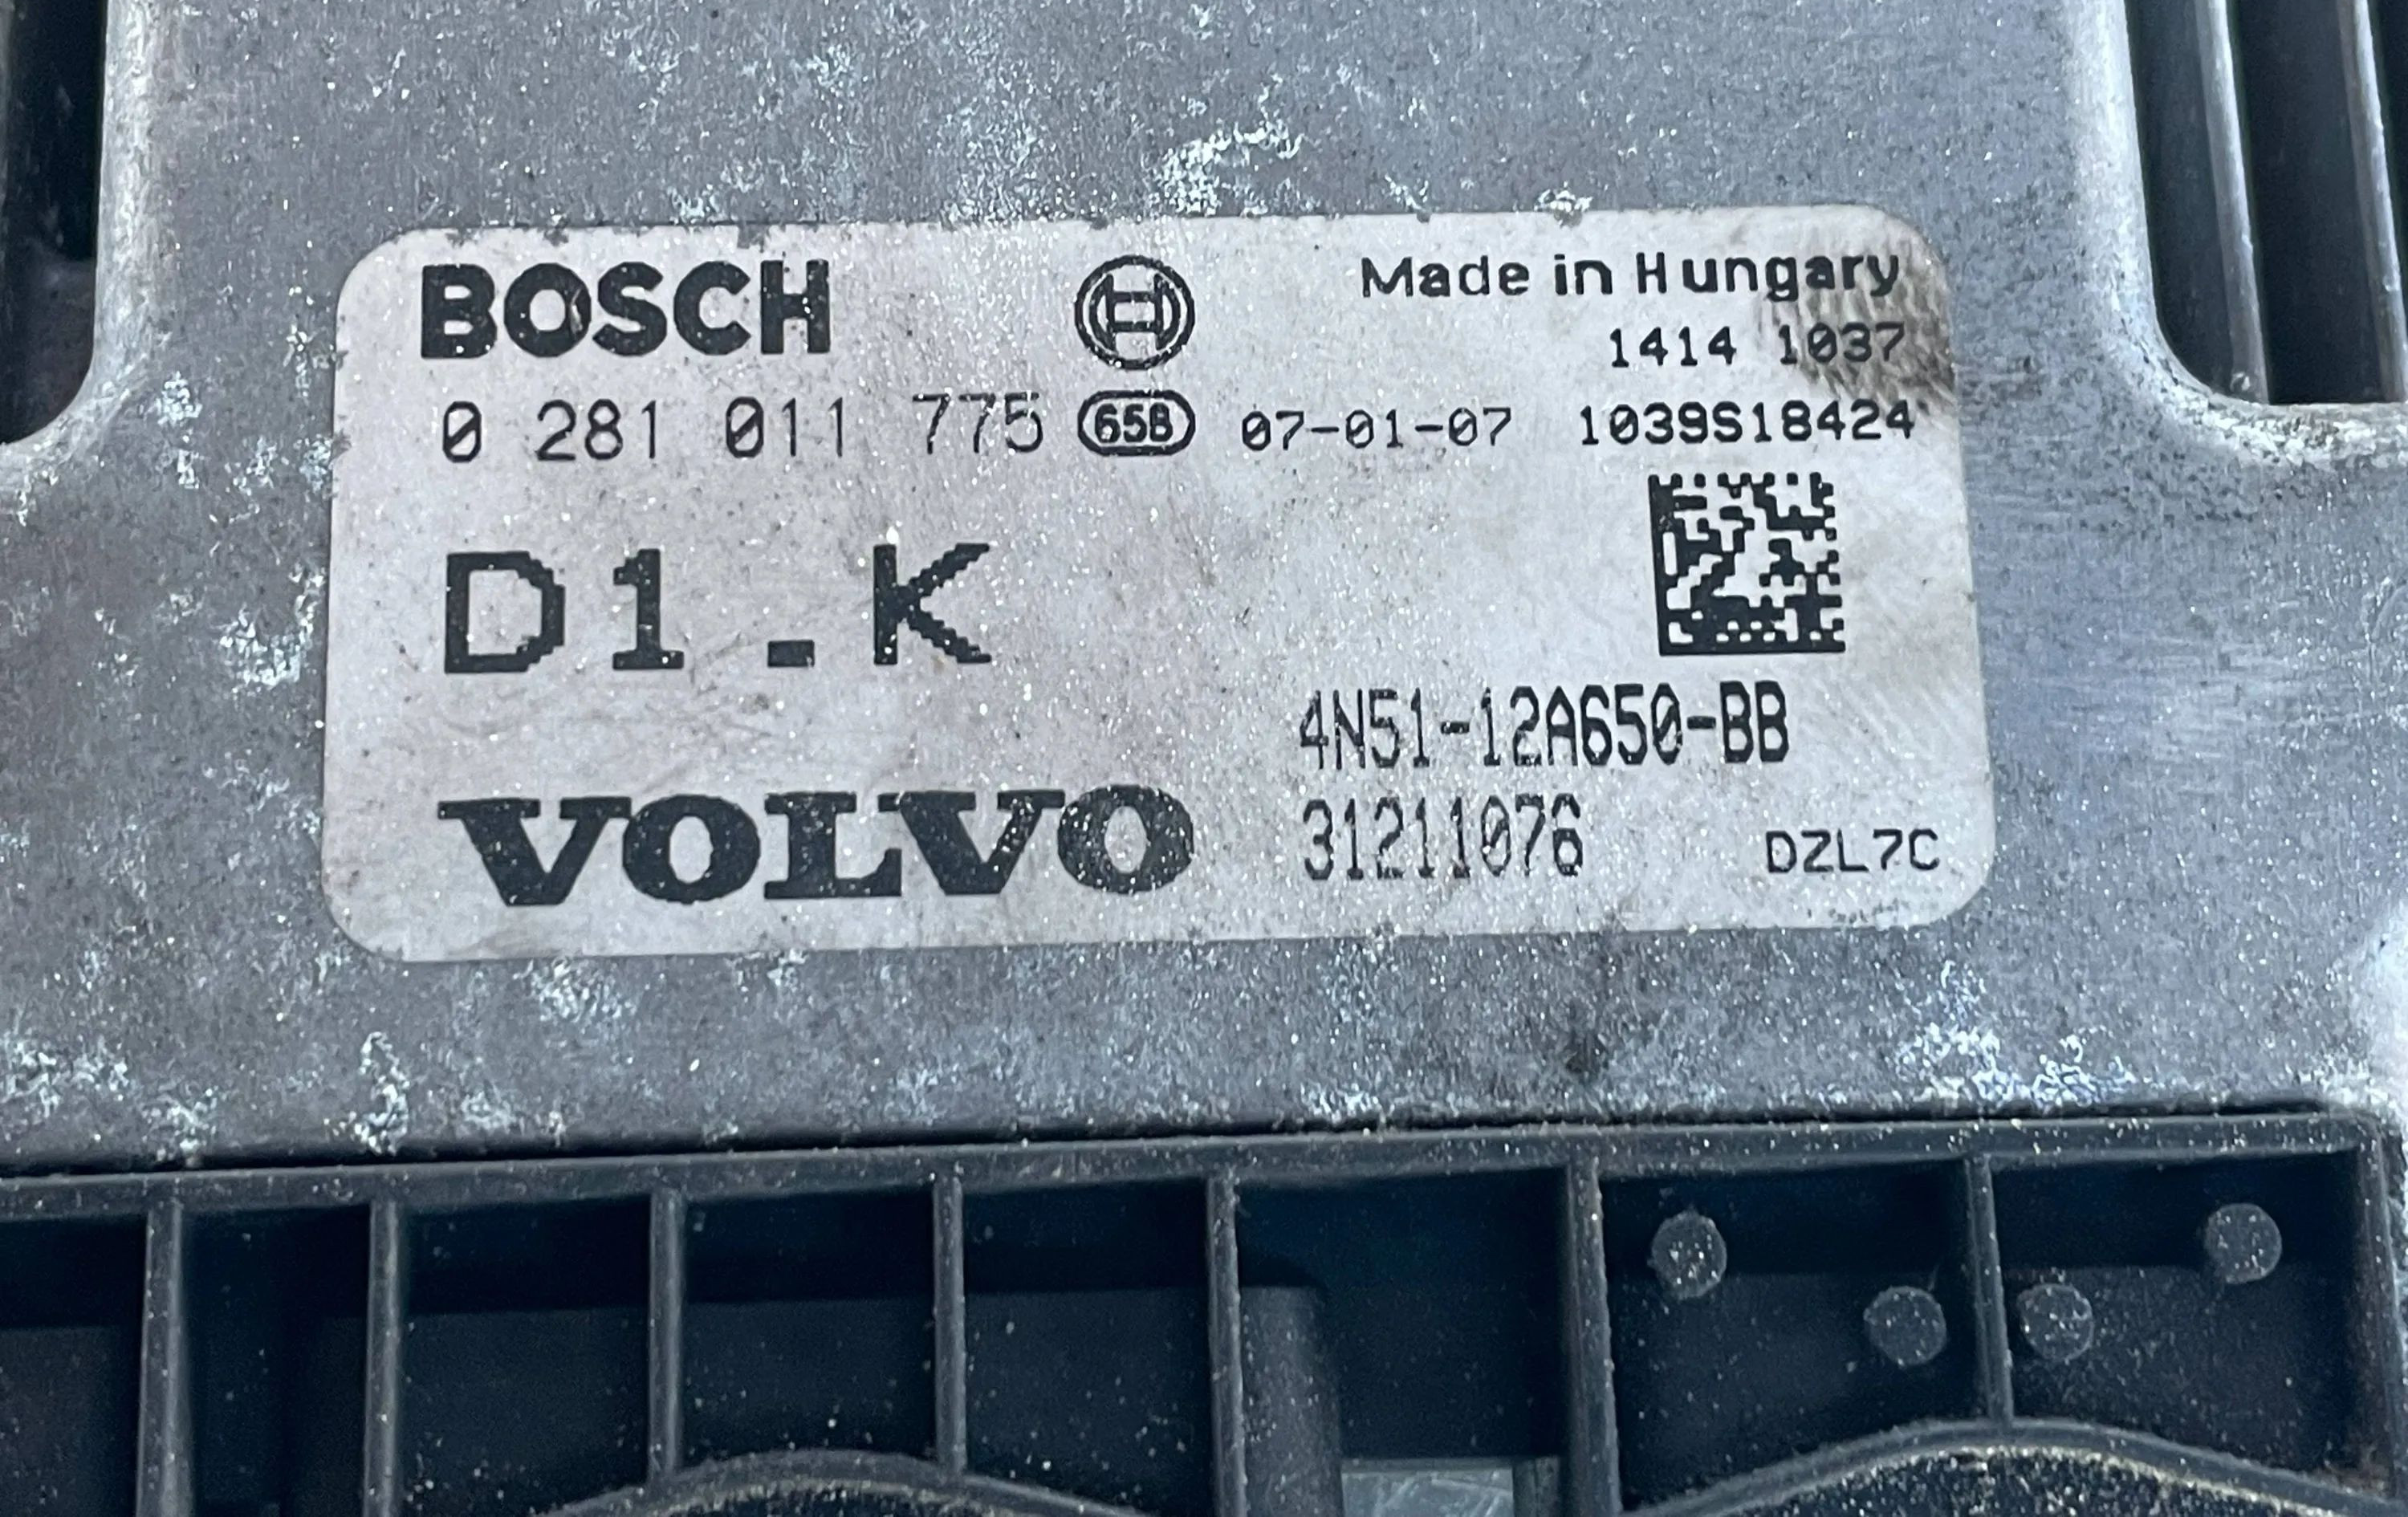 BOSCH
Made in Hungary
1414 1037
0 281 011 775 65B 07-01-07 1039S18424
D1.K
4N51-12A650-BB
VOLVO 31211076 DZL7C